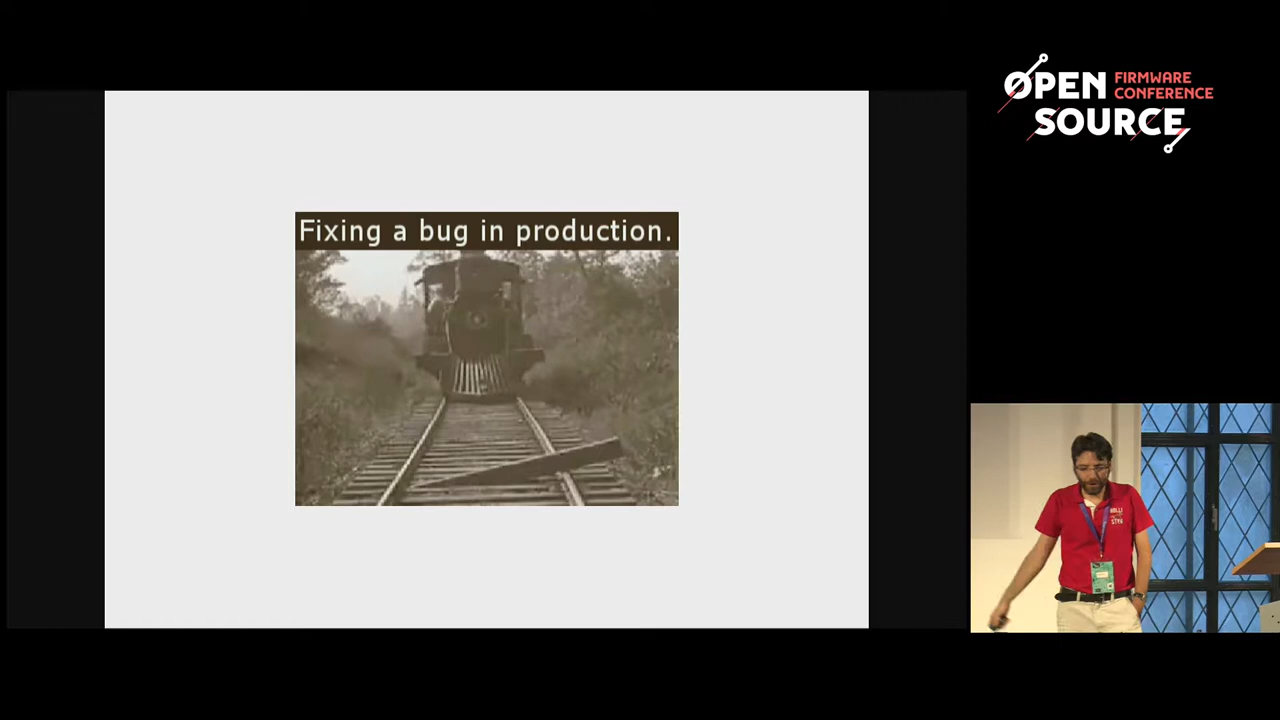 Fixing a bug in production.
OPEN
FIRMWARE
CONFERENCE
SOURCE